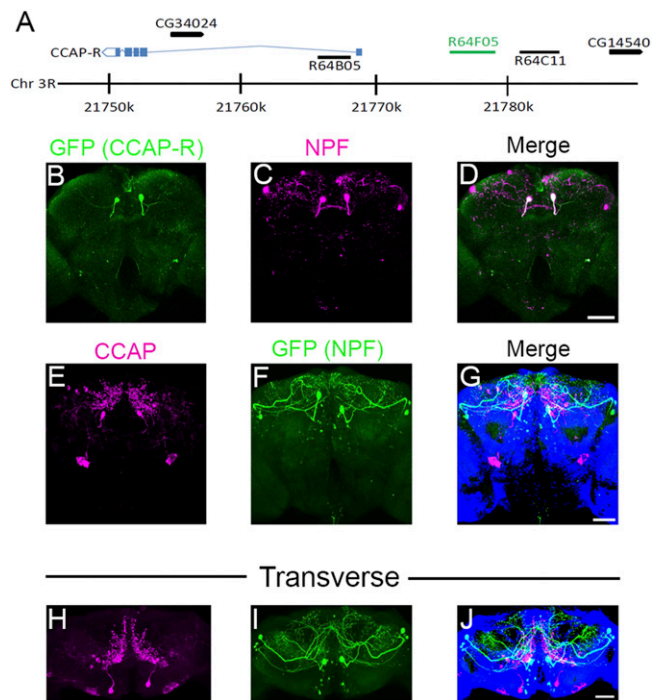 A
CG34024
CCAP-R
R64B05
R64F05
R64C11
CG14540
Chr 3R
21750k
21760k
21770k
21780k
GFP (CCAP-R)
NPF
Merge
B
C
D
CCAP
GFP (NPF)
Merge
E
F
G
Transverse
H
I
J